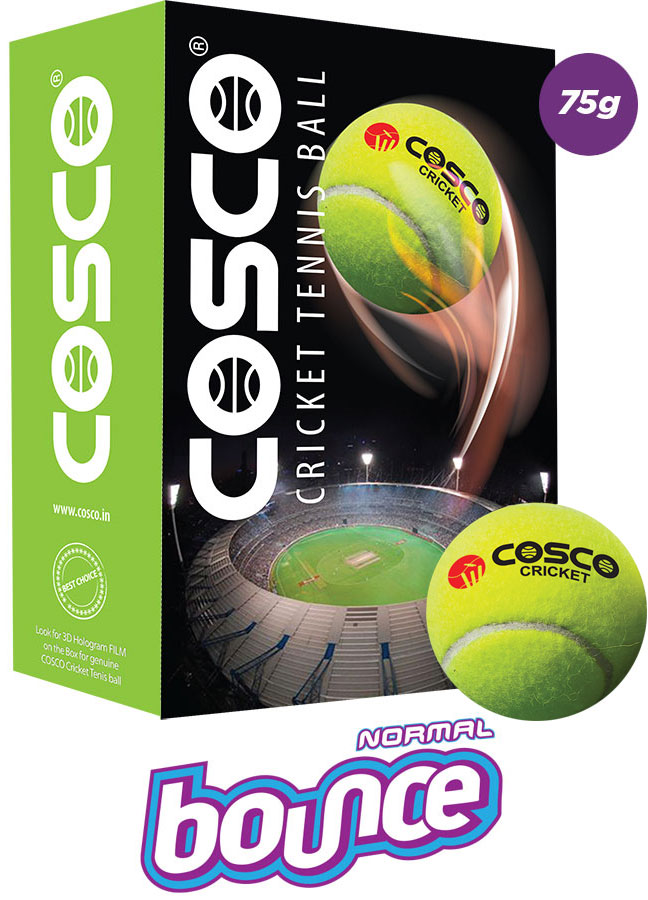 COSCO®
www.cosco.in
BEST CHOICE
Look for 3D Hologram FILM
on the Box for genuine
COSCO Cricket Tenis ball
COSCO®
CRICKET TENNIS BALL
COSCO
CRICKET
75g
COSCO
CRICKET
NORMAL
bounce